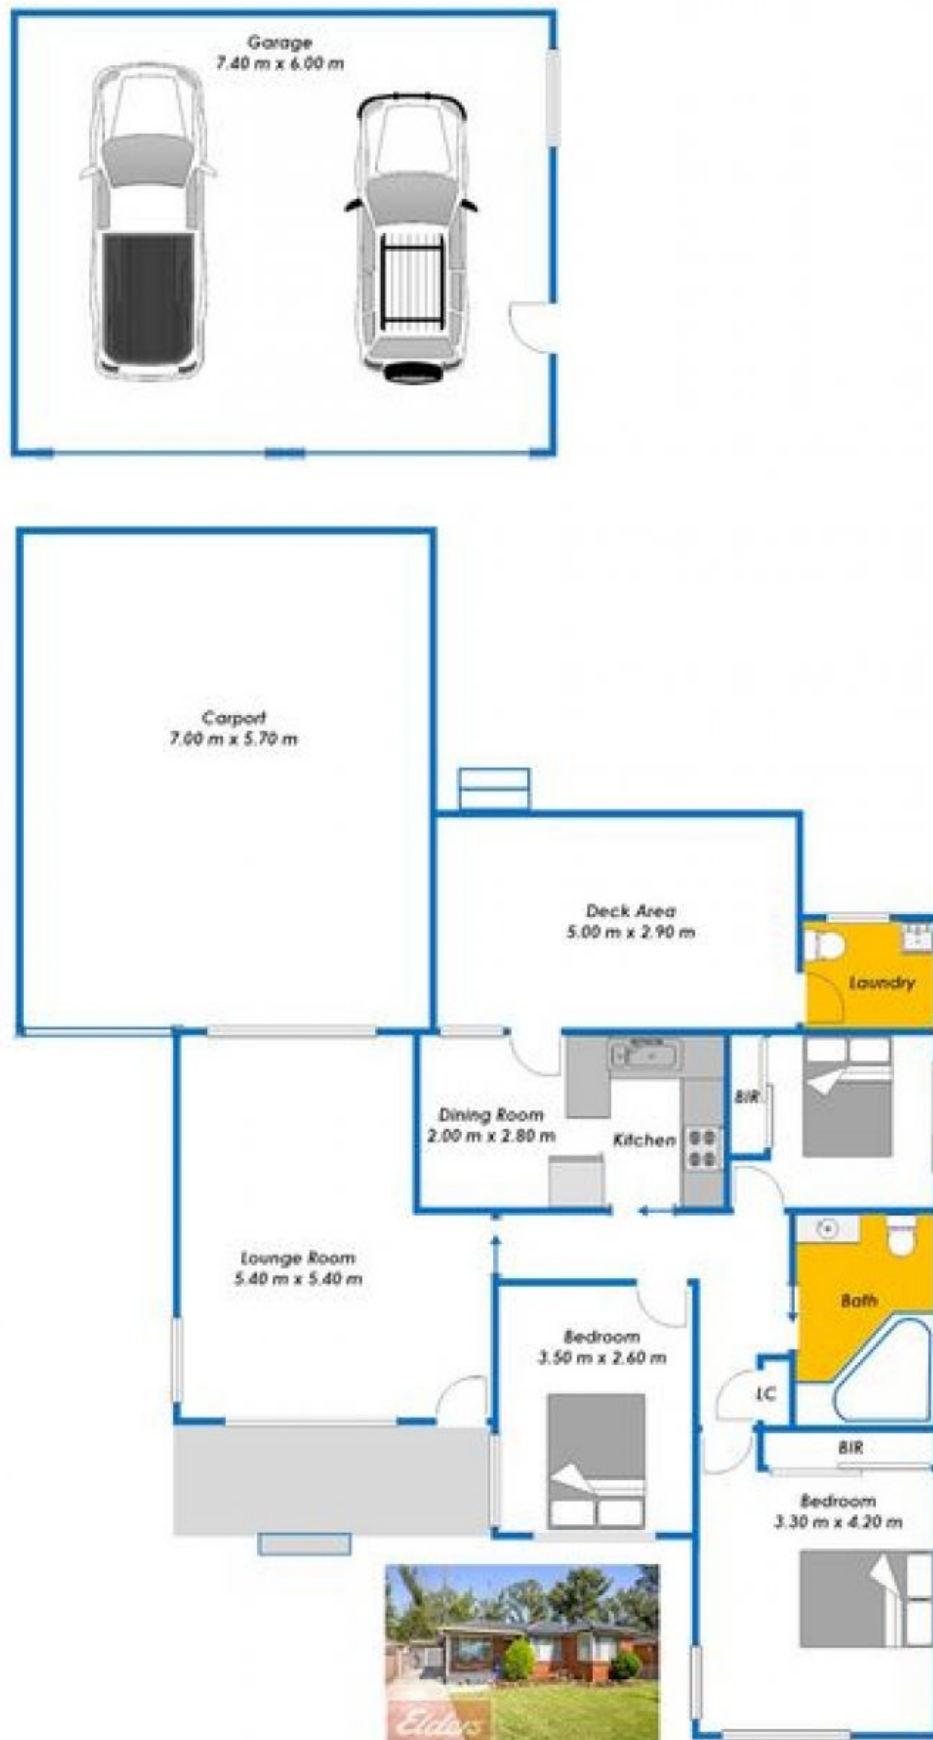 Garage
7.40 m x 6.00 m
Carport
7.00 m x 5.70 m
Deck Area
5.00 m x 2.90 m
Laundry
BIR
Dining Room
2.00 m x 2.80 m
Kitchen
Lounge Room
5.40 m x 5.40 m
Bath
Bedroom
3.50 m x 2.60 m
LC
BIR
Bedroom
3.30 m x 4.20 m
Elders